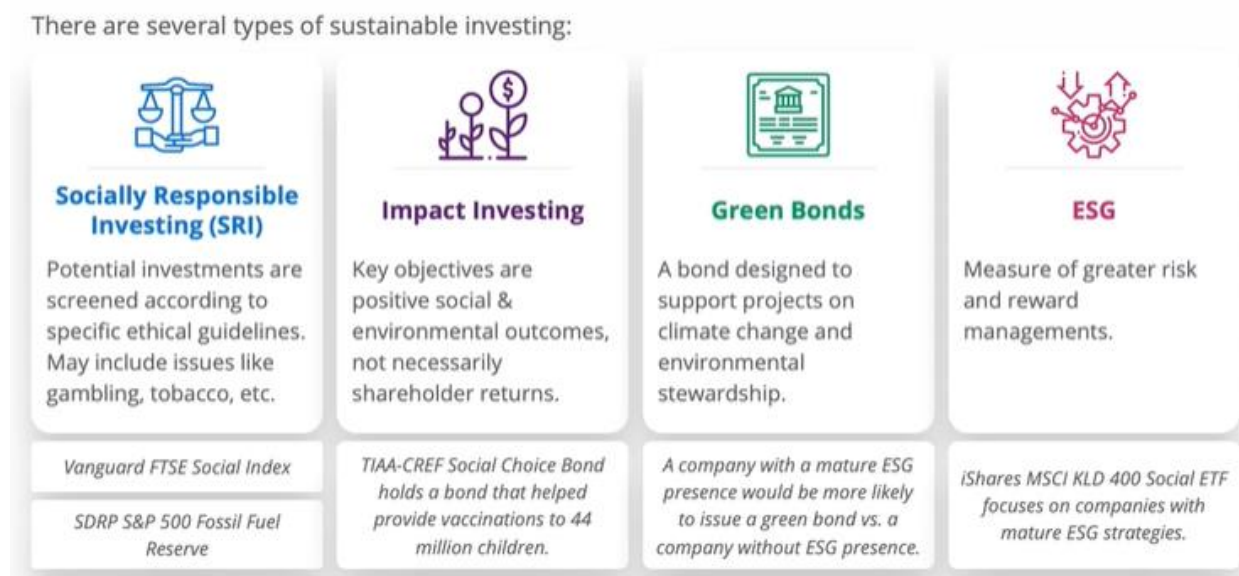 There are several types of sustainable investing:
$
Socially Responsible
Investing (SRI)
Potential investments are
screened according to
specific ethical guidelines.
May include issues like
gambling, tobacco, etc.
Vanguard FTSE Social Index
SDRP S&P 500 Fossil Fuel
Reserve
Impact Investing
Key objectives are
positive social &
environmental outcomes,
not necessarily
shareholder returns.
TIAA-CREF Social Choice Bond
holds a bond that helped
provide vaccinations to 44
million children.
Green Bonds
A bond designed to
support projects on
climate change and
environmental
stewardship.
A company with a mature ESG
presence would be more likely
to issue a green bond vs. a
company without ESG presence.
ESG
Measure of greater risk
and reward
managements.
iShares MSCI KLD 400 Social ETF
focuses on companies with
mature ESG strategies.